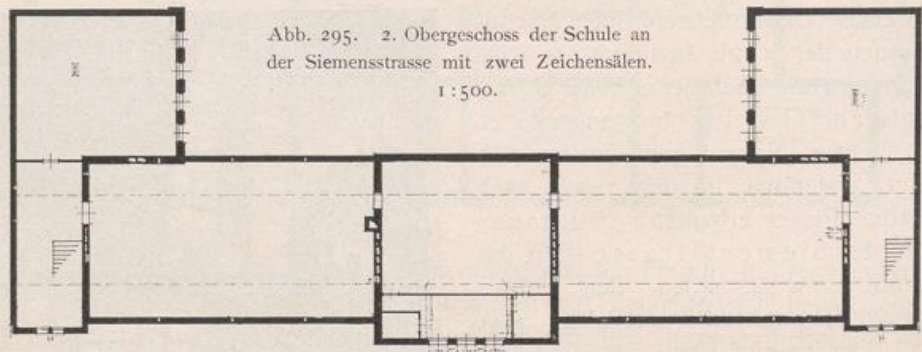 Abb. 295. 2. Obergeschoss der Schule an
der Siemensstrasse mit zwei Zeichensälen.
1 : 500.